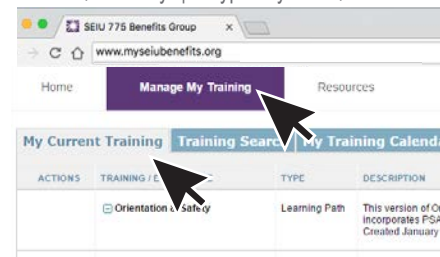 SEIU 775 Benefits Group ×
www.myseiubenefits.org
Home Manage My Training Resources
My Current Training Training Search My Training Calenda
ACTIONS TRAINING / TYPE DESCRIPTION
Orientation & Safety Learning Path This version of O
incorporates PSA
Created January